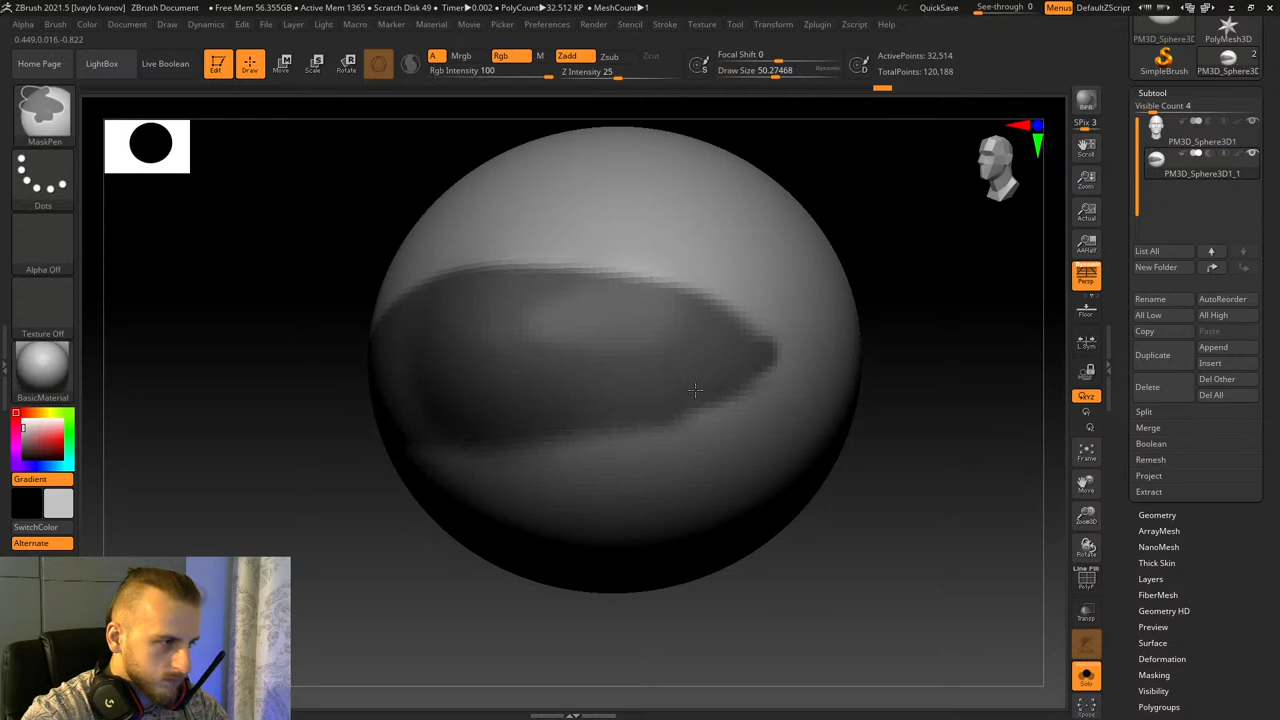 ZBrush 2021.5 [Ivaylo Ivanov]   ZBrush Document   • Free Mem 56.355GB • Active Mem 1365 • Scratch Disk 49 • Timer▶0.002 • PolyCount▶32.512 KP • MeshCount▶1   AC   QuickSave   See-through 0   Menus   DefaultZScript
Alpha   Brush   Color   Document   Draw   Dynamics   Edit   File   Layer   Light   Macro   Marker   Material   Movie   Picker   Preferences   Render   Stencil   Stroke   Texture   Tool   Transform   Zplugin   Zscript   Help
0.449,0.016,-0.822
Home Page   LightBox   Live Boolean   Edit   Draw   Move   Scale   Rotate
A   Mrgb   Rgb   M   Zadd   Zsub   Zcut
Rgb Intensity 100   Z Intensity 25
S   Focal Shift 0   D
Draw Size 50.27468   Dynamic
ActivePoints: 32,514
TotalPoints: 120,188
MaskPen
Dots
Alpha Off
Texture Off
BasicMaterial
Gradient
SwitchColor
Alternate
BPR
SPix 3
Scroll
Zoom
Actual
AAHalf
Dynamic
Persp
Floor
L.Sym
XYZ
Frame
Move
Zoom3D
Rotate
Line Fill
PolyF
Transp
Solo
Xpose
PM3D_Sphere3D   PolyMesh3D
2
SimpleBrush   PM3D_Sphere3D
Subtool
Visible Count 4
PM3D_Sphere3D1
PM3D_Sphere3D1_1
List All
New Folder
Rename   AutoReorder
All Low   All High
Copy   Paste
Duplicate   Append
Insert
Delete   Del Other
Del All
Split
Merge
Boolean
Remesh
Project
Extract
Geometry
ArrayMesh
NanoMesh
Thick Skin
Layers
FiberMesh
Geometry HD
Preview
Surface
Deformation
Masking
Visibility
Polygroups